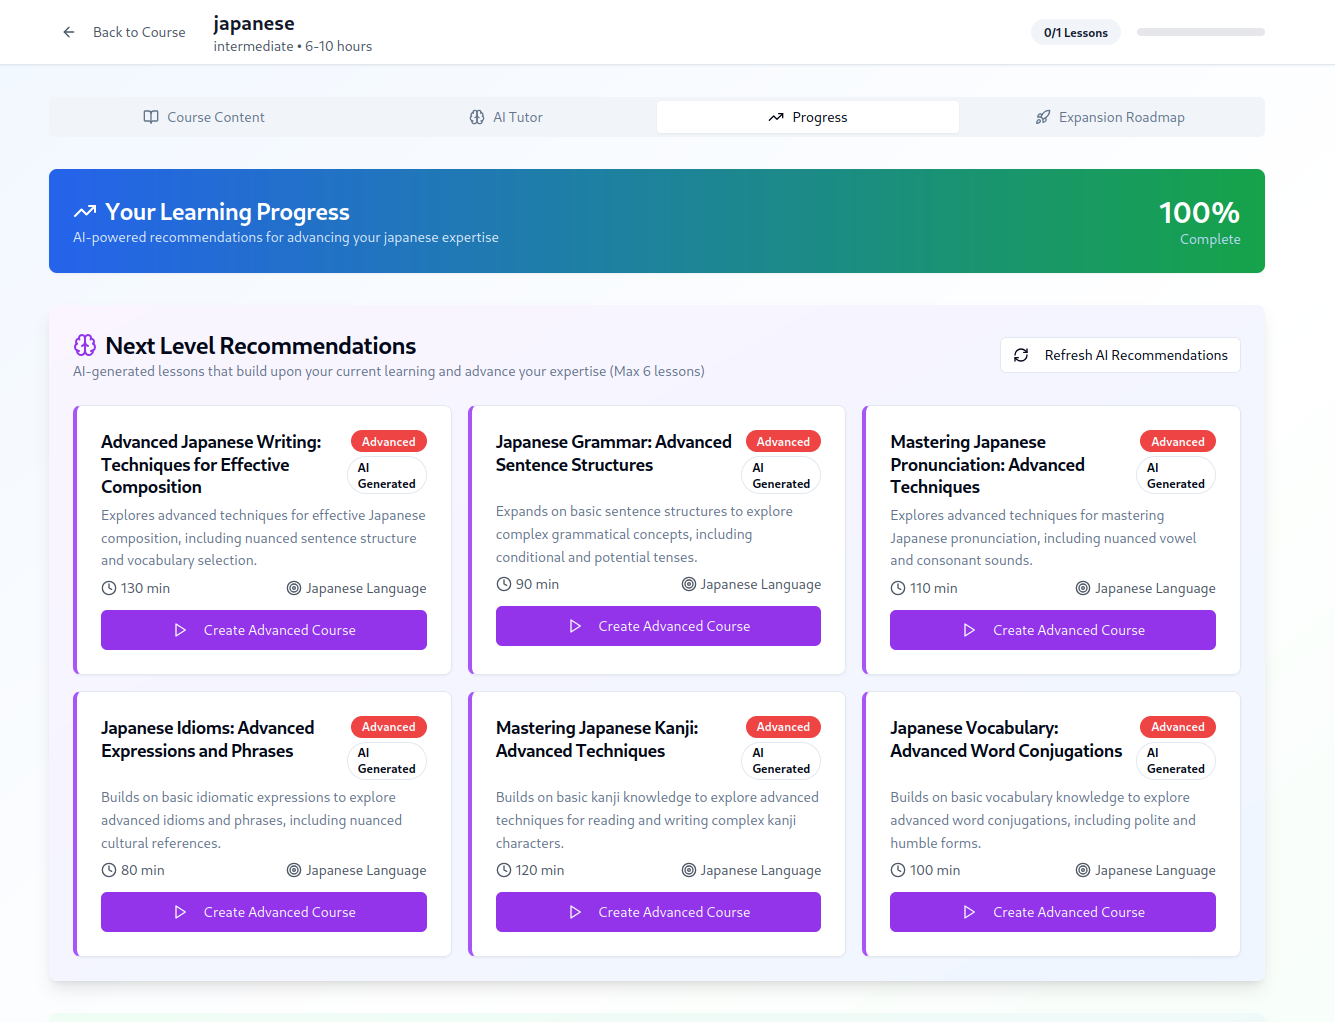 Back to Course
japanese
intermediate • 6-10 hours
0/1 Lessons
Course Content
AI Tutor
Progress
Expansion Roadmap
Your Learning Progress
AI-powered recommendations for advancing your japanese expertise
100%
Complete
Next Level Recommendations
AI-generated lessons that build upon your current learning and advance your expertise (Max 6 lessons)
Refresh AI Recommendations
Advanced Japanese Writing:
Techniques for Effective
Composition
Advanced
AI
Generated
Explores advanced techniques for effective Japanese
composition, including nuanced sentence structure
and vocabulary selection.
130 min
Japanese Language
Create Advanced Course
Japanese Grammar: Advanced
Sentence Structures
Advanced
AI
Generated
Expands on basic sentence structures to explore
complex grammatical concepts, including
conditional and potential tenses.
90 min
Japanese Language
Create Advanced Course
Mastering Japanese
Pronunciation: Advanced
Techniques
Advanced
AI
Generated
Explores advanced techniques for mastering
Japanese pronunciation, including nuanced vowel
and consonant sounds.
110 min
Japanese Language
Create Advanced Course
Japanese Idioms: Advanced
Expressions and Phrases
Advanced
AI
Generated
Builds on basic idiomatic expressions to explore
advanced idioms and phrases, including nuanced
cultural references.
80 min
Japanese Language
Create Advanced Course
Mastering Japanese Kanji:
Advanced Techniques
Advanced
AI
Generated
Builds on basic kanji knowledge to explore advanced
techniques for reading and writing complex kanji
characters.
120 min
Japanese Language
Create Advanced Course
Japanese Vocabulary:
Advanced Word Conjugations
Advanced
AI
Generated
Builds on basic vocabulary knowledge to explore
advanced word conjugations, including polite and
humble forms.
100 min
Japanese Language
Create Advanced Course